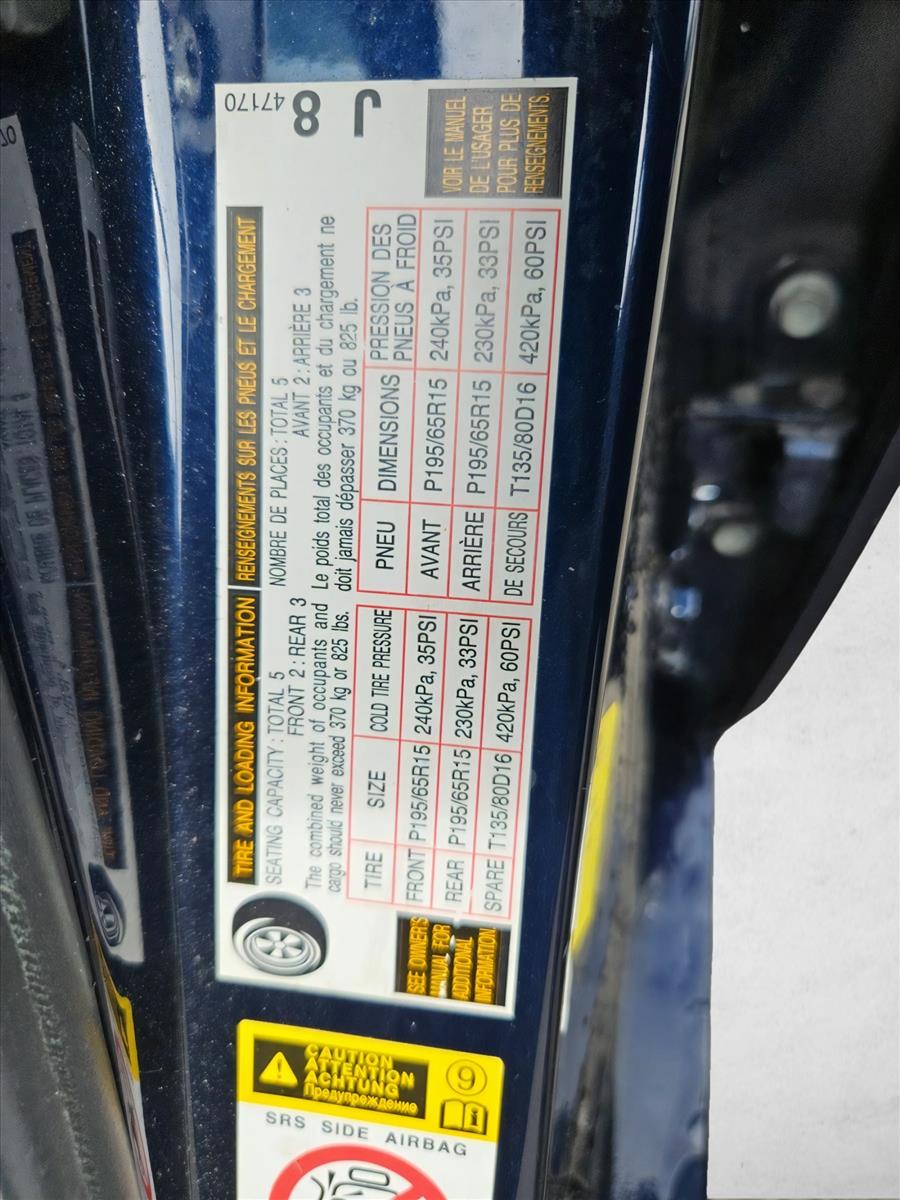 TIRE AND LOADING INFORMATION
RENSEIGNEMENTS SUR LES PNEUS ET LE CHARGEMENT
SEATING CAPACITY : TOTAL 5
FRONT 2 : REAR 3
NOMBRE DE PLACES : TOTAL 5
AVANT 2 : ARRIÈRE 3
The combined weight of occupants and
cargo should never exceed 370 kg or 825 lbs.
Le poids total des occupants et du chargement ne
doit jamais dépasser 370 kg ou 825 lb.
TIRE SIZE COLD TIRE PRESSURE
FRONT P195/65R15 240kPa, 35PSI
REAR P195/65R15 230kPa, 33PSI
SPARE T135/80D16 420kPa, 60PSI
PNEU DIMENSIONS PRESSION DES
PNEUS À FROID
AVANT P195/65R15 240kPa, 35PSI
ARRIÈRE P195/65R15 230kPa, 33PSI
DE SECOURS T135/80D16 420kPa, 60PSI
SEE OWNER'S
MANUAL FOR
ADDITIONAL
INFORMATION
VOIR LE MANUEL
DE L'USAGER
POUR PLUS DE
RENSEIGNEMENTS.
47170
8
J
CAUTION
ATTENTION
ACHTUNG
Предупреждение
9
SRS SIDE AIRBAG